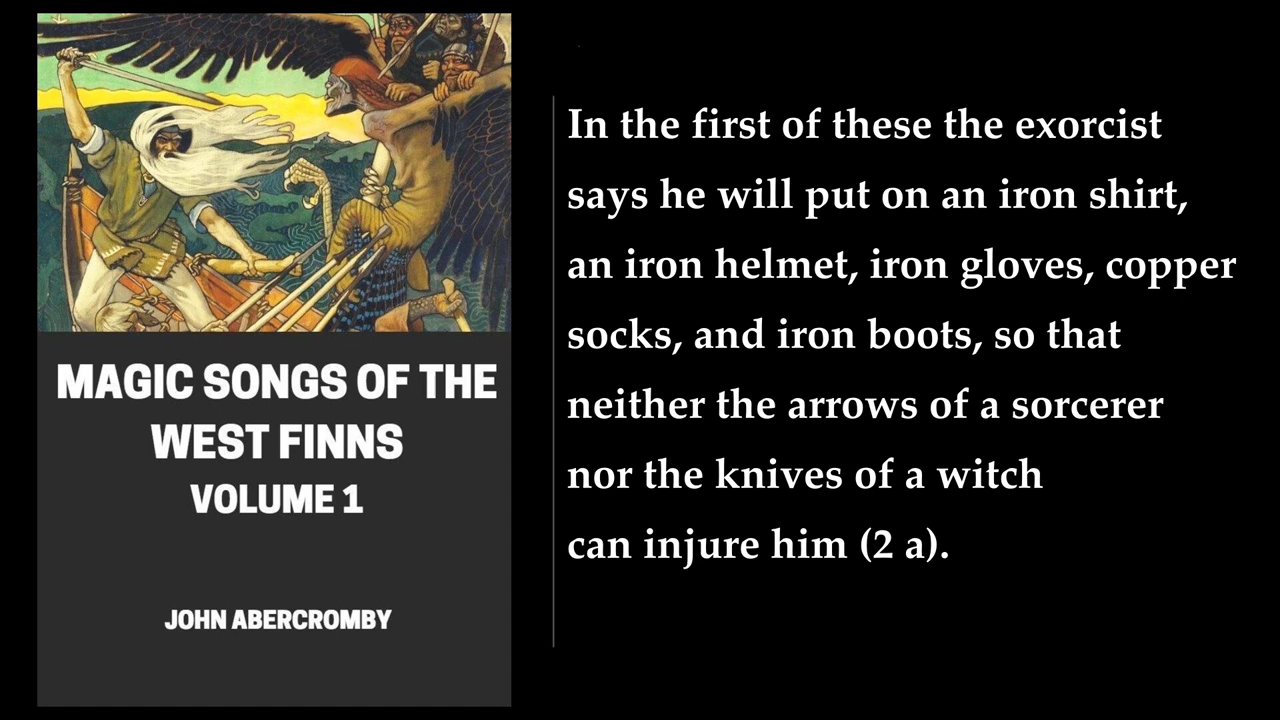 MAGIC SONGS OF THE
WEST FINNS
VOLUME 1
JOHN ABERCROMBY
In the first of these the exorcist
says he will put on an iron shirt,
an iron helmet, iron gloves, copper
socks, and iron boots, so that
neither the arrows of a sorcerer
nor the knives of a witch
can injure him (2 a).